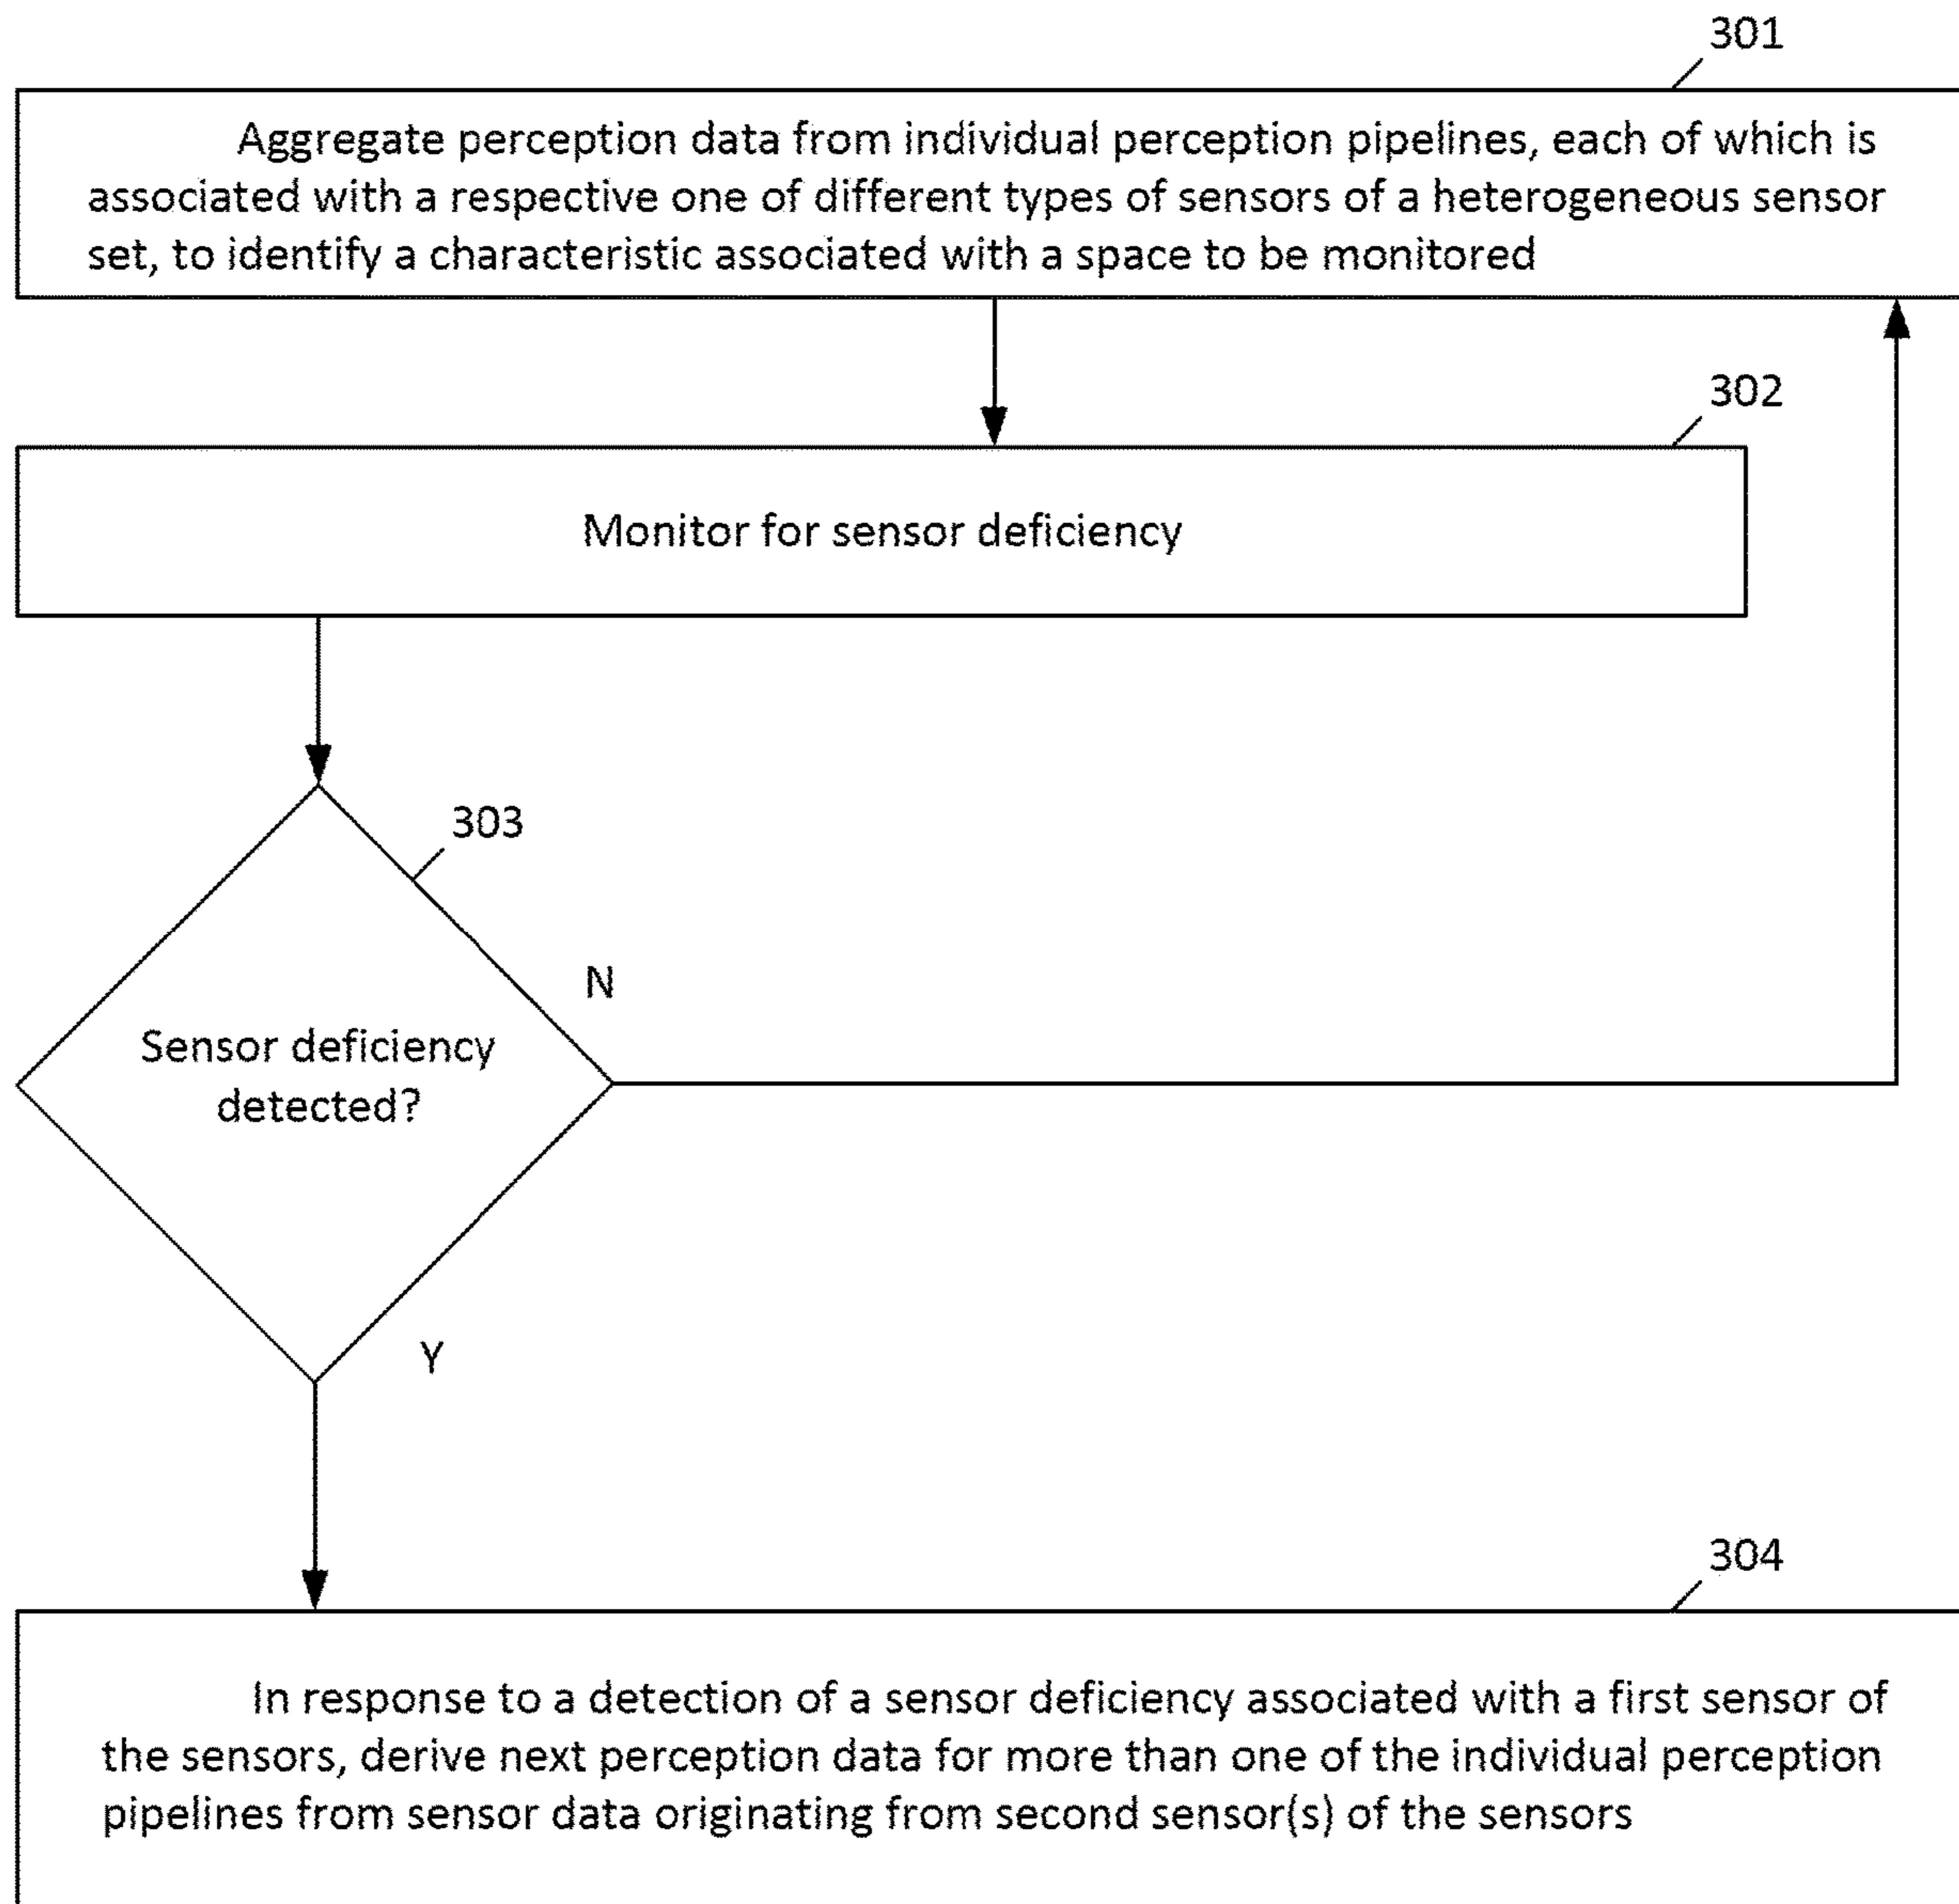 301
Aggregate perception data from individual perception pipelines, each of which is
associated with a respective one of different types of sensors of a heterogeneous sensor
set, to identify a characteristic associated with a space to be monitored
302
Monitor for sensor deficiency
303
N
Sensor deficiency
detected?
Y
304
In response to a detection of a sensor deficiency associated with a first sensor of
the sensors, derive next perception data for more than one of the individual perception
pipelines from sensor data originating from second sensor(s) of the sensors